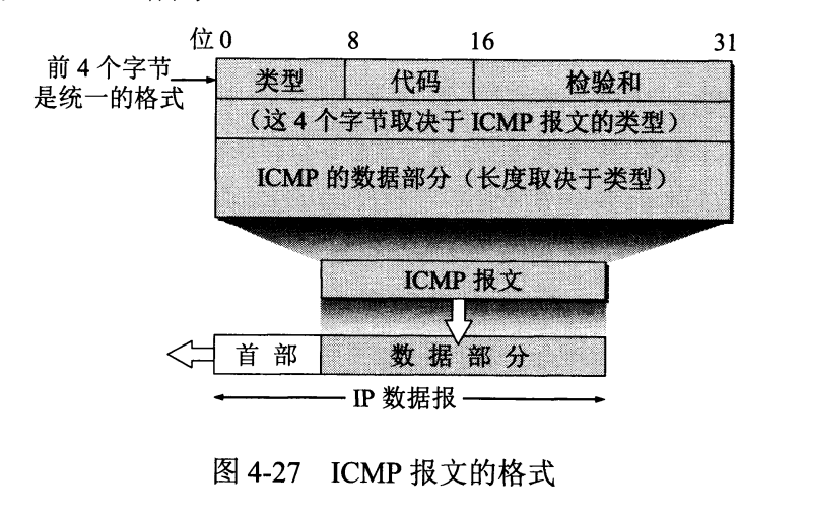 位 0 8 16 31
前 4 个字节
是统一的格式
类型 代码 检验和
（这 4 个字节取决于 ICMP 报文的类型）
ICMP 的数据部分（长度取决于类型）
ICMP 报文
首 部 数 据 部 分
IP 数据报
图 4-27 ICMP 报文的格式